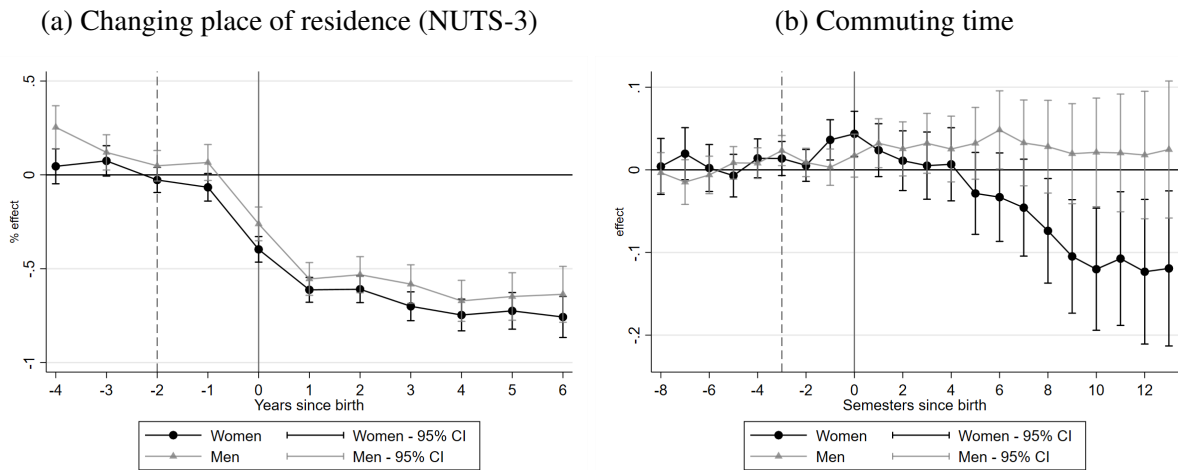 (a) Changing place of residence (NUTS-3)
.5
0
-.5
-1
% effect
-4 -3 -2 -1 0 1 2 3 4 5 6
Years since birth
Women
Women - 95% CI
Men
Men - 95% CI
(b) Commuting time
.1
0
-.1
-.2
effect
-8 -6 -4 -2 0 2 4 6 8 10 12
Semesters since birth
Women
Women - 95% CI
Men
Men - 95% CI